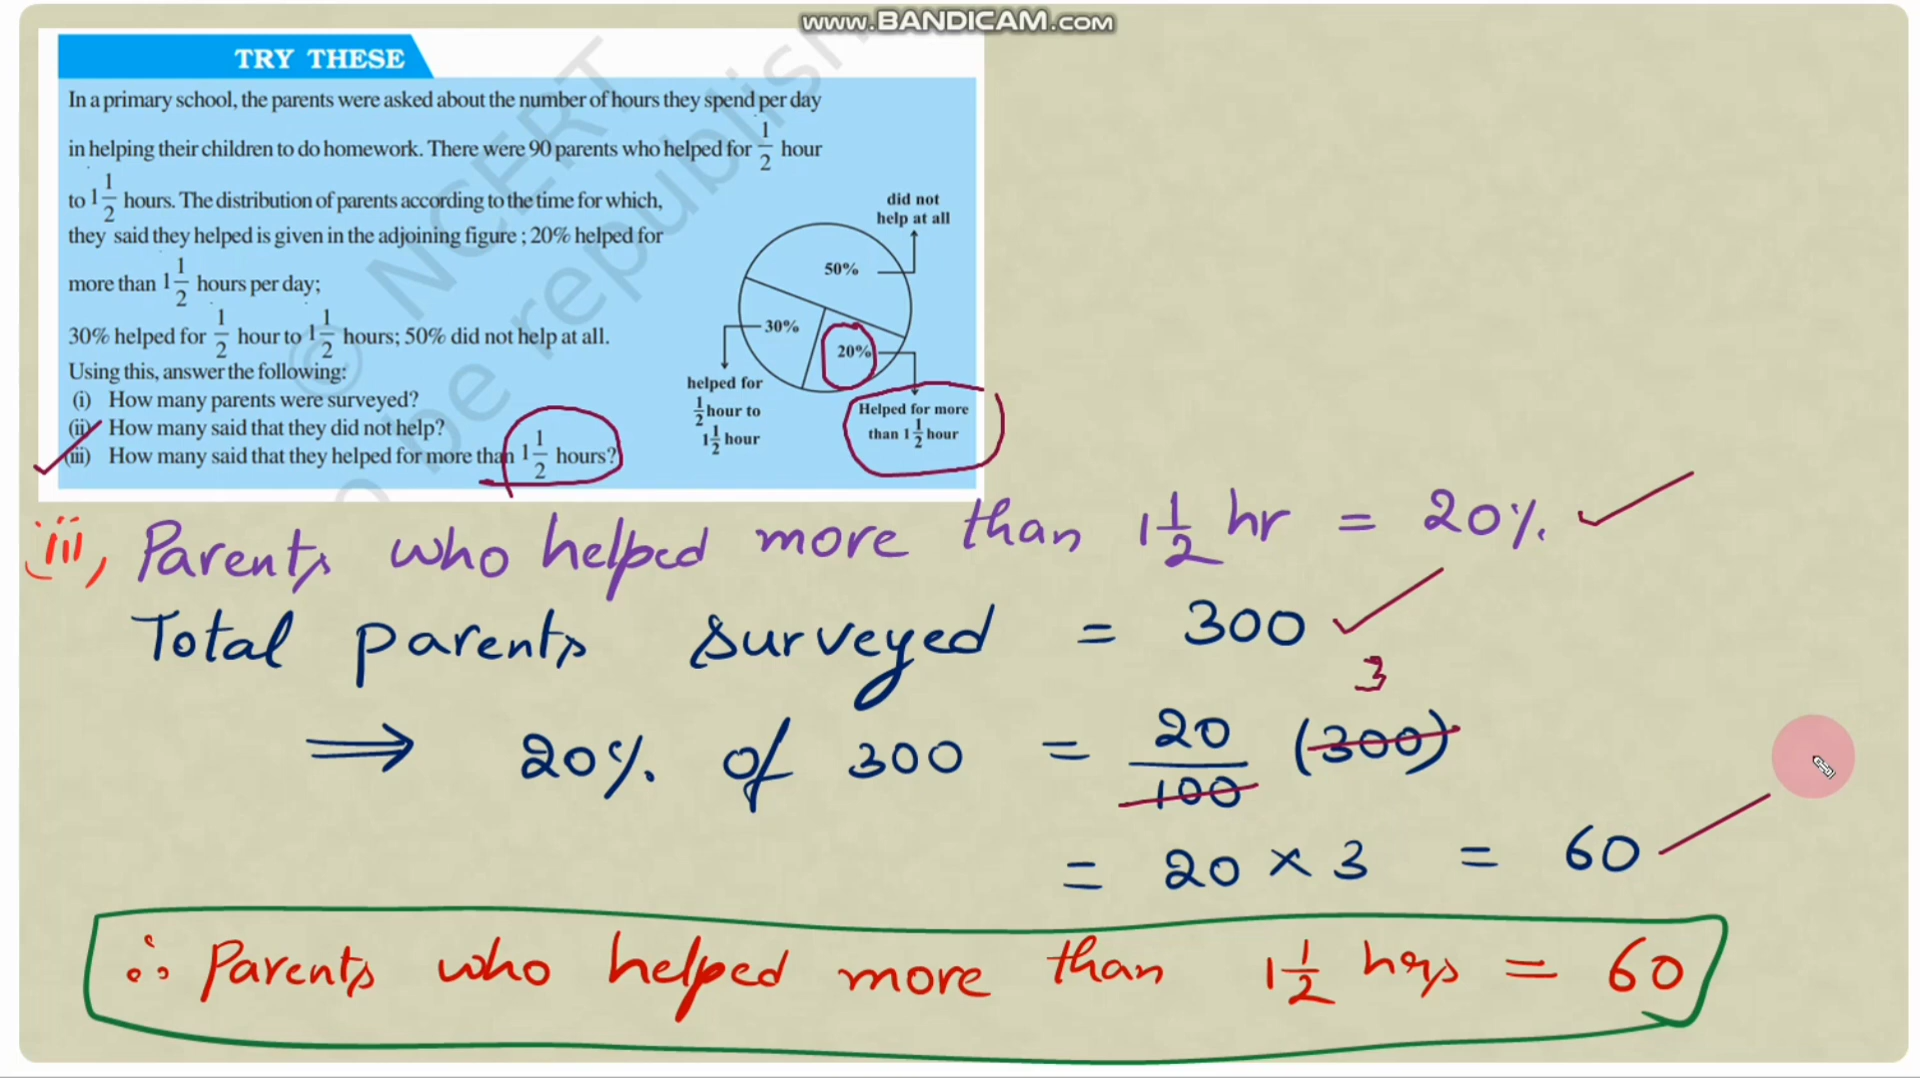 www.BANDICAM.com
TRY THESE
In a primary school, the parents were asked about the number of hours they spend per day
in helping their children to do homework. There were 90 parents who helped for 1/2 hour
to 1 1/2 hours. The distribution of parents according to the time for which,
they said they helped is given in the adjoining figure ; 20% helped for
more than 1 1/2 hours per day;
30% helped for 1/2 hour to 1 1/2 hours; 50% did not help at all.
Using this, answer the following:
(i) How many parents were surveyed?
(ii) How many said that they did not help?
(iii) How many said that they helped for more than 1 1/2 hours?
did not
help at all
50%
30%
20%
helped for
1/2 hour to
1 1/2 hour
Helped for more
than 1 1/2 hour
© NCERT
be republish
iii, Parents who helped more than 1 1/2 hr = 20%.
Total parents surveyed = 300
3
⇒ 20%. of 300 = 20/100 (300)
= 20 × 3 = 60
∴ Parents who helped more than 1 1/2 hrs = 60